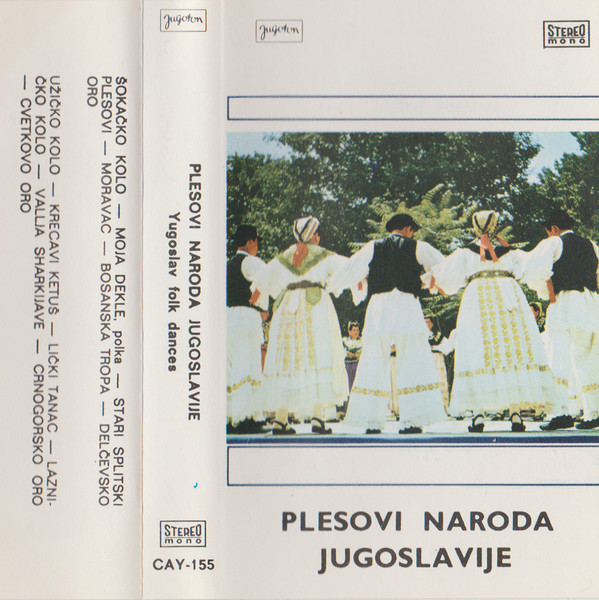 ŠOKAČKO KOLO — MOJA DEKLE, polka — STARI SPLITSKI
PLESOVI — MORAVAC — BOSANSKA TROPA — DELČEVSKO
ORO
UŽIČKO KOLO — KRECAVI KETUŠ — LIČKI TANAC — LAZNI-
ČKO KOLO — VALLJA SHARKIJAVE — CRNOGORSKO ORO
— CVETKOVO ORO
Jugoton
PLESOVI NARODA JUGOSLAVIJE
Yugoslav folk dances
STEREO
mono
CAY-155
Jugoton
STEREO
mono
PLESOVI NARODA
JUGOSLAVIJE